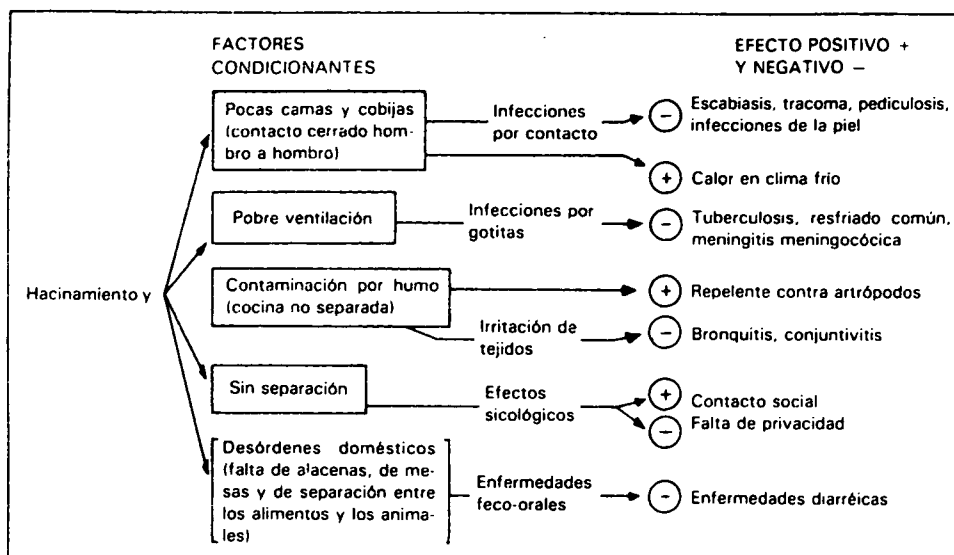 FACTORES
CONDICIONANTES
EFECTO POSITIVO +
Y NEGATIVO −
Hacinamiento y
Pocas camas y cobijas
(contacto cerrado hom-
bro a hombro)
Infecciones
por contacto
−
Escabiasis, tracoma, pediculosis,
infecciones de la piel
+
Calor en clima frío
Pobre ventilación
Infecciones por
gotitas
−
Tuberculosis, resfriado común,
meningitis meningocócica
Contaminación por humo
(cocina no separada)
+
Repelente contra artrópodos
Irritación de
tejidos
−
Bronquitis, conjuntivitis
Sin separación
Efectos
sicológicos
+
Contacto social
−
Falta de privacidad
Desórdenes domésticos
(falta de alacenas, de me-
sas y de separación entre
los alimentos y los anima-
les)
Enfermedades
feco-orales
−
Enfermedades diarréicas